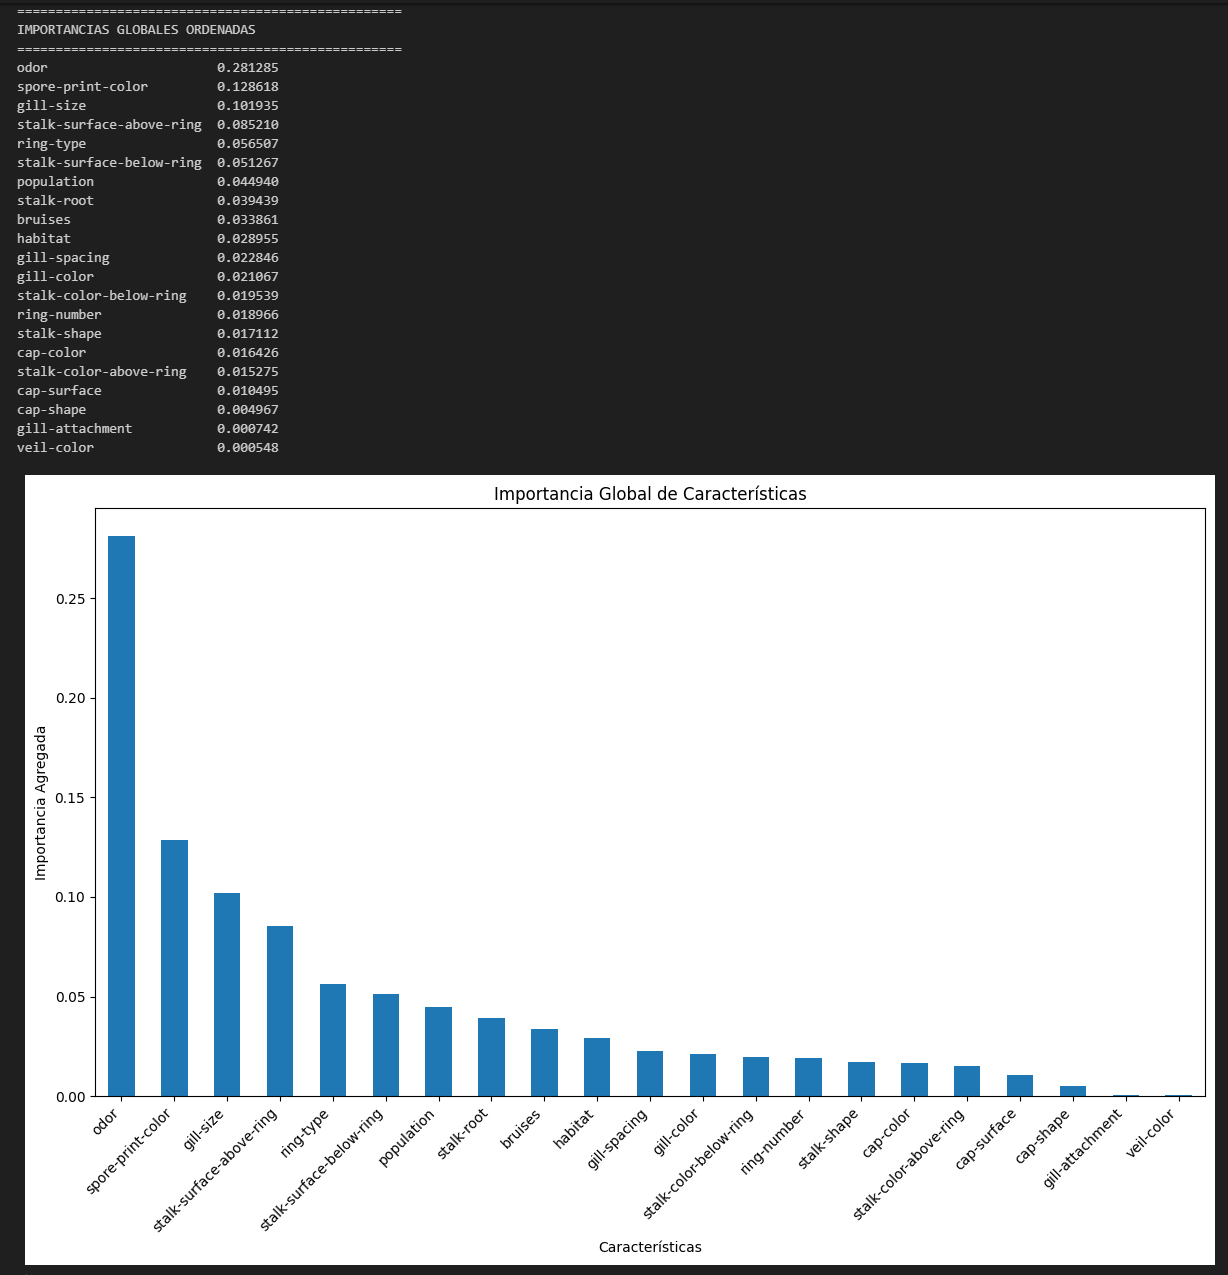 ==================================================
IMPORTANCIAS GLOBALES ORDENADAS
==================================================
odor 0.281285
spore-print-color 0.128618
gill-size 0.101935
stalk-surface-above-ring 0.085210
ring-type 0.056507
stalk-surface-below-ring 0.051267
population 0.044940
stalk-root 0.039439
bruises 0.033861
habitat 0.028955
gill-spacing 0.022846
gill-color 0.021067
stalk-color-below-ring 0.019539
ring-number 0.018966
stalk-shape 0.017112
cap-color 0.016426
stalk-color-above-ring 0.015275
cap-surface 0.010495
cap-shape 0.004967
gill-attachment 0.000742
veil-color 0.000548
Importancia Global de Características
Importancia Agregada
0.25
0.20
0.15
0.10
0.05
0.00
odor
spore-print-color
gill-size
stalk-surface-above-ring
ring-type
stalk-surface-below-ring
population
stalk-root
bruises
habitat
gill-spacing
gill-color
stalk-color-below-ring
ring-number
stalk-shape
cap-color
stalk-color-above-ring
cap-surface
cap-shape
gill-attachment
veil-color
Características